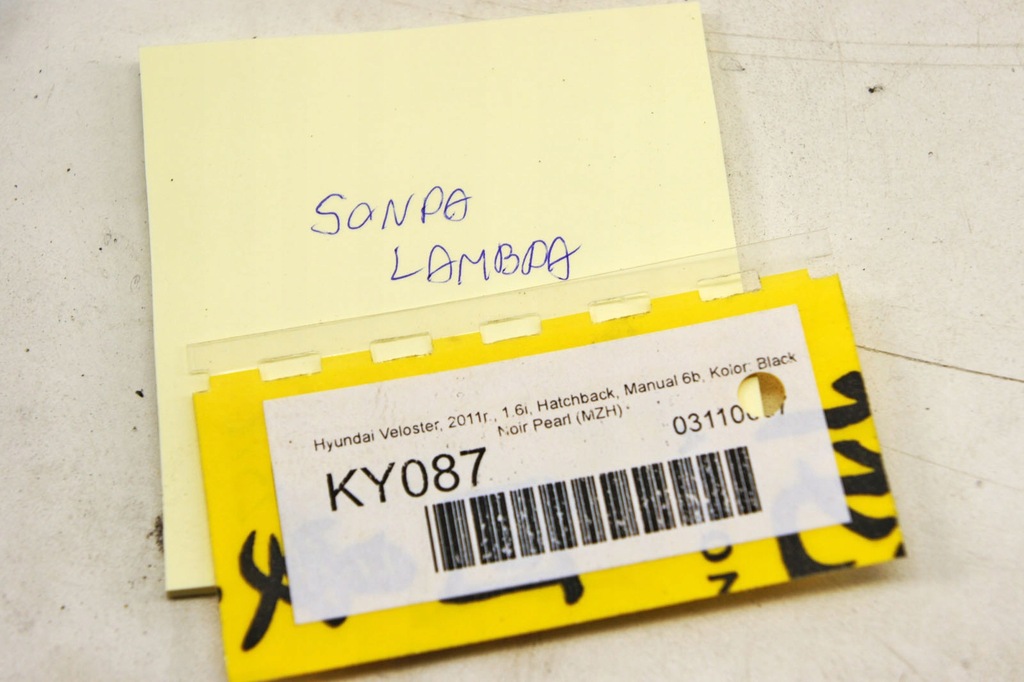 SONDA
LAMBDA
Hyundai Veloster, 2011r., 1.6i, Hatchback, Manual 6b, Kolor: Black
Noir Pearl (MZH)
KY087